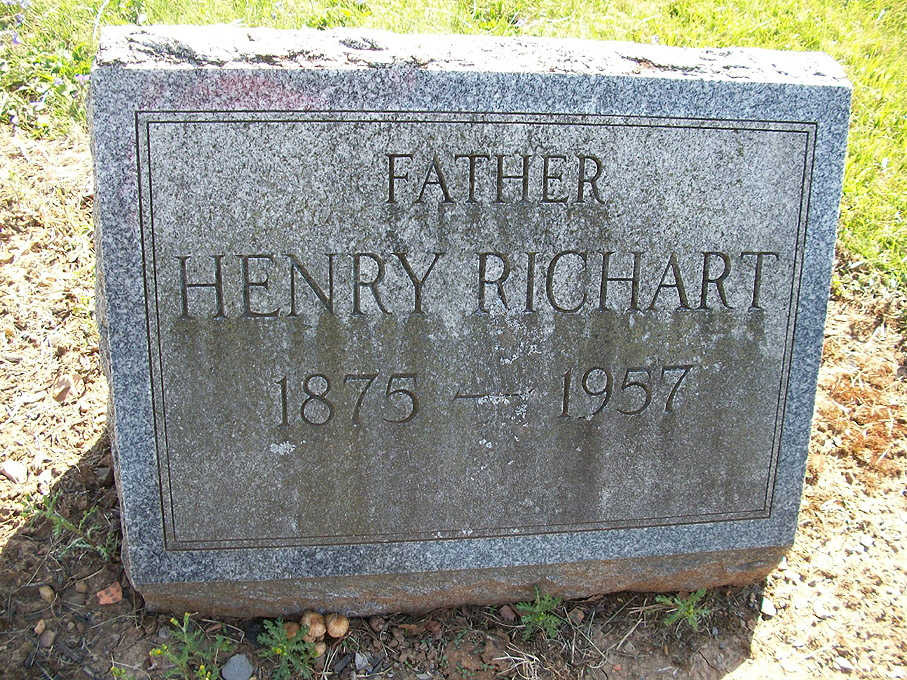 FATHER
HENRY RICHART
1875 — 1957